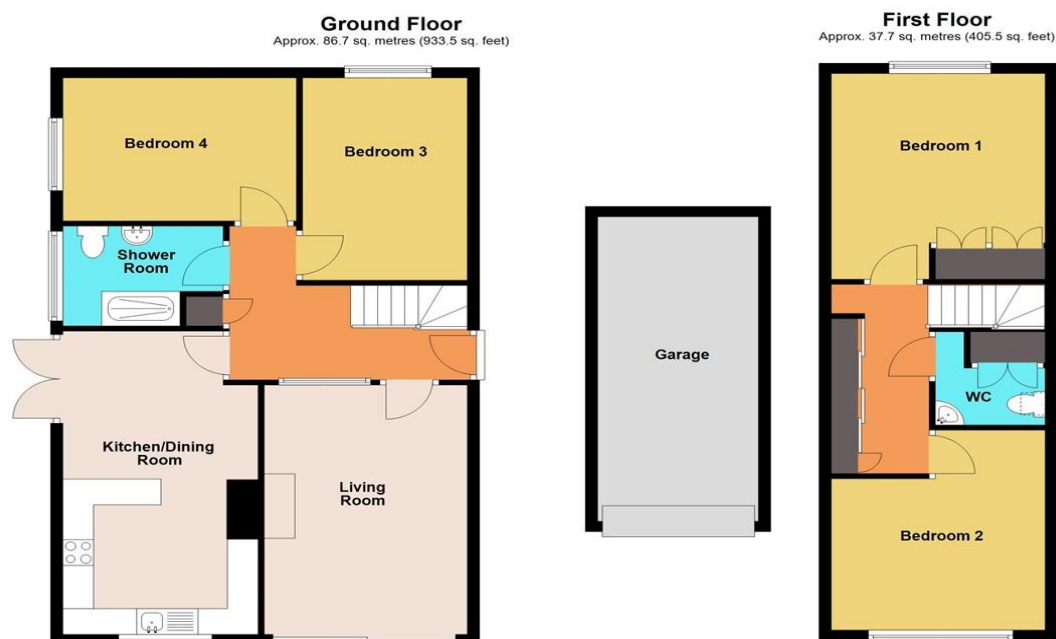 Ground Floor
Approx. 86.7 sq. metres (933.5 sq. feet)
Bedroom 4
Bedroom 3
Shower
Room
Kitchen/Dining
Room
Living
Room
Garage
First Floor
Approx. 37.7 sq. metres (405.5 sq. feet)
Bedroom 1
WC
Bedroom 2